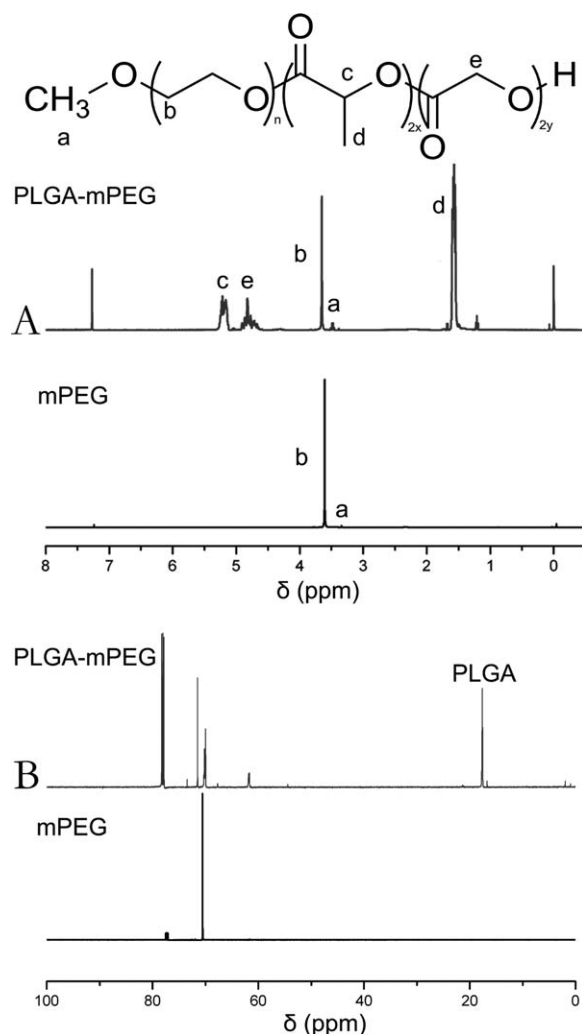 O O
c e
CH3 O ( b O )n ( O )2x ( O H
a d O )2y
PLGA-mPEG
d
b
c e
a
A
mPEG
b
a
8 7 6 5 4 3 2 1 0
δ (ppm)
PLGA-mPEG PLGA
B
mPEG
100 80 60 40 20 0
δ (ppm)